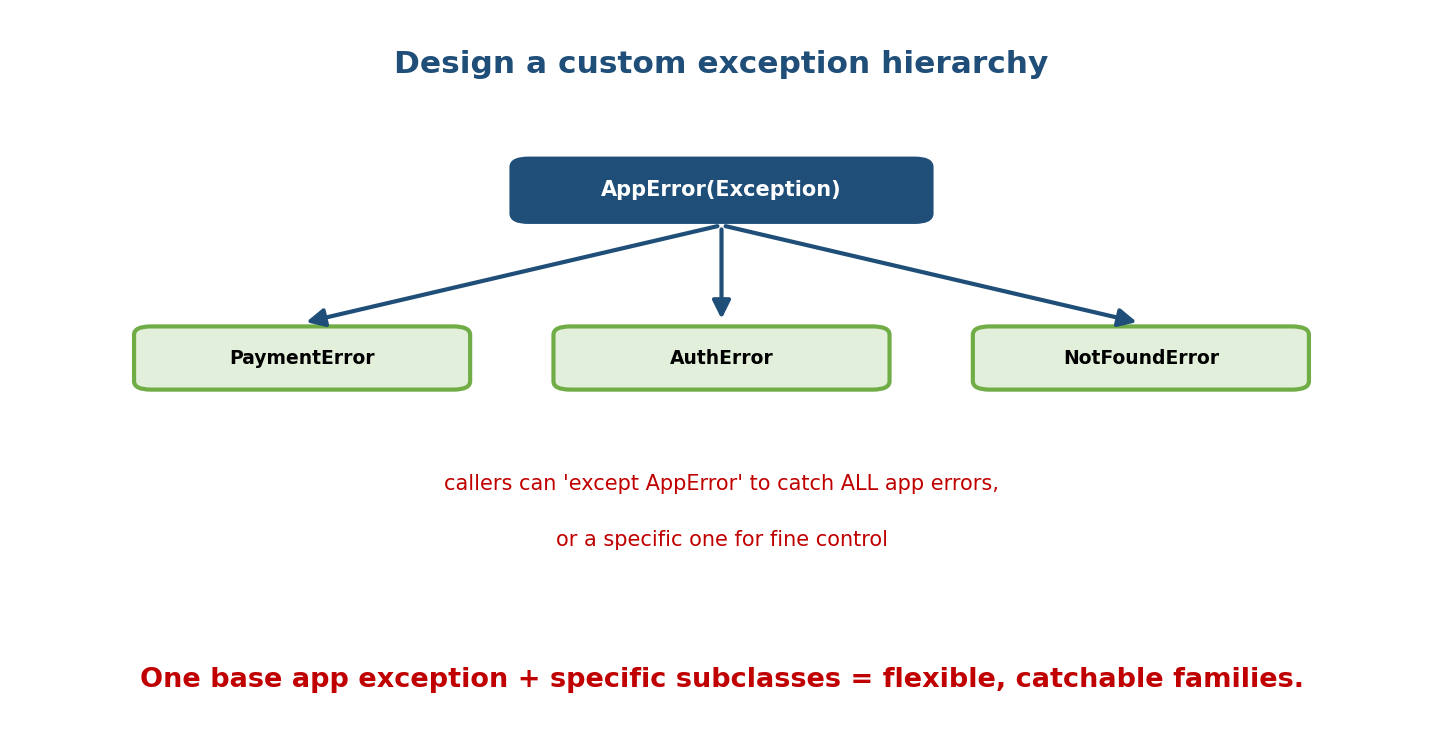 Design a custom exception hierarchy
AppError(Exception)
PaymentError
AuthError
NotFoundError
callers can 'except AppError' to catch ALL app errors,
or a specific one for fine control
One base app exception + specific subclasses = flexible, catchable families.